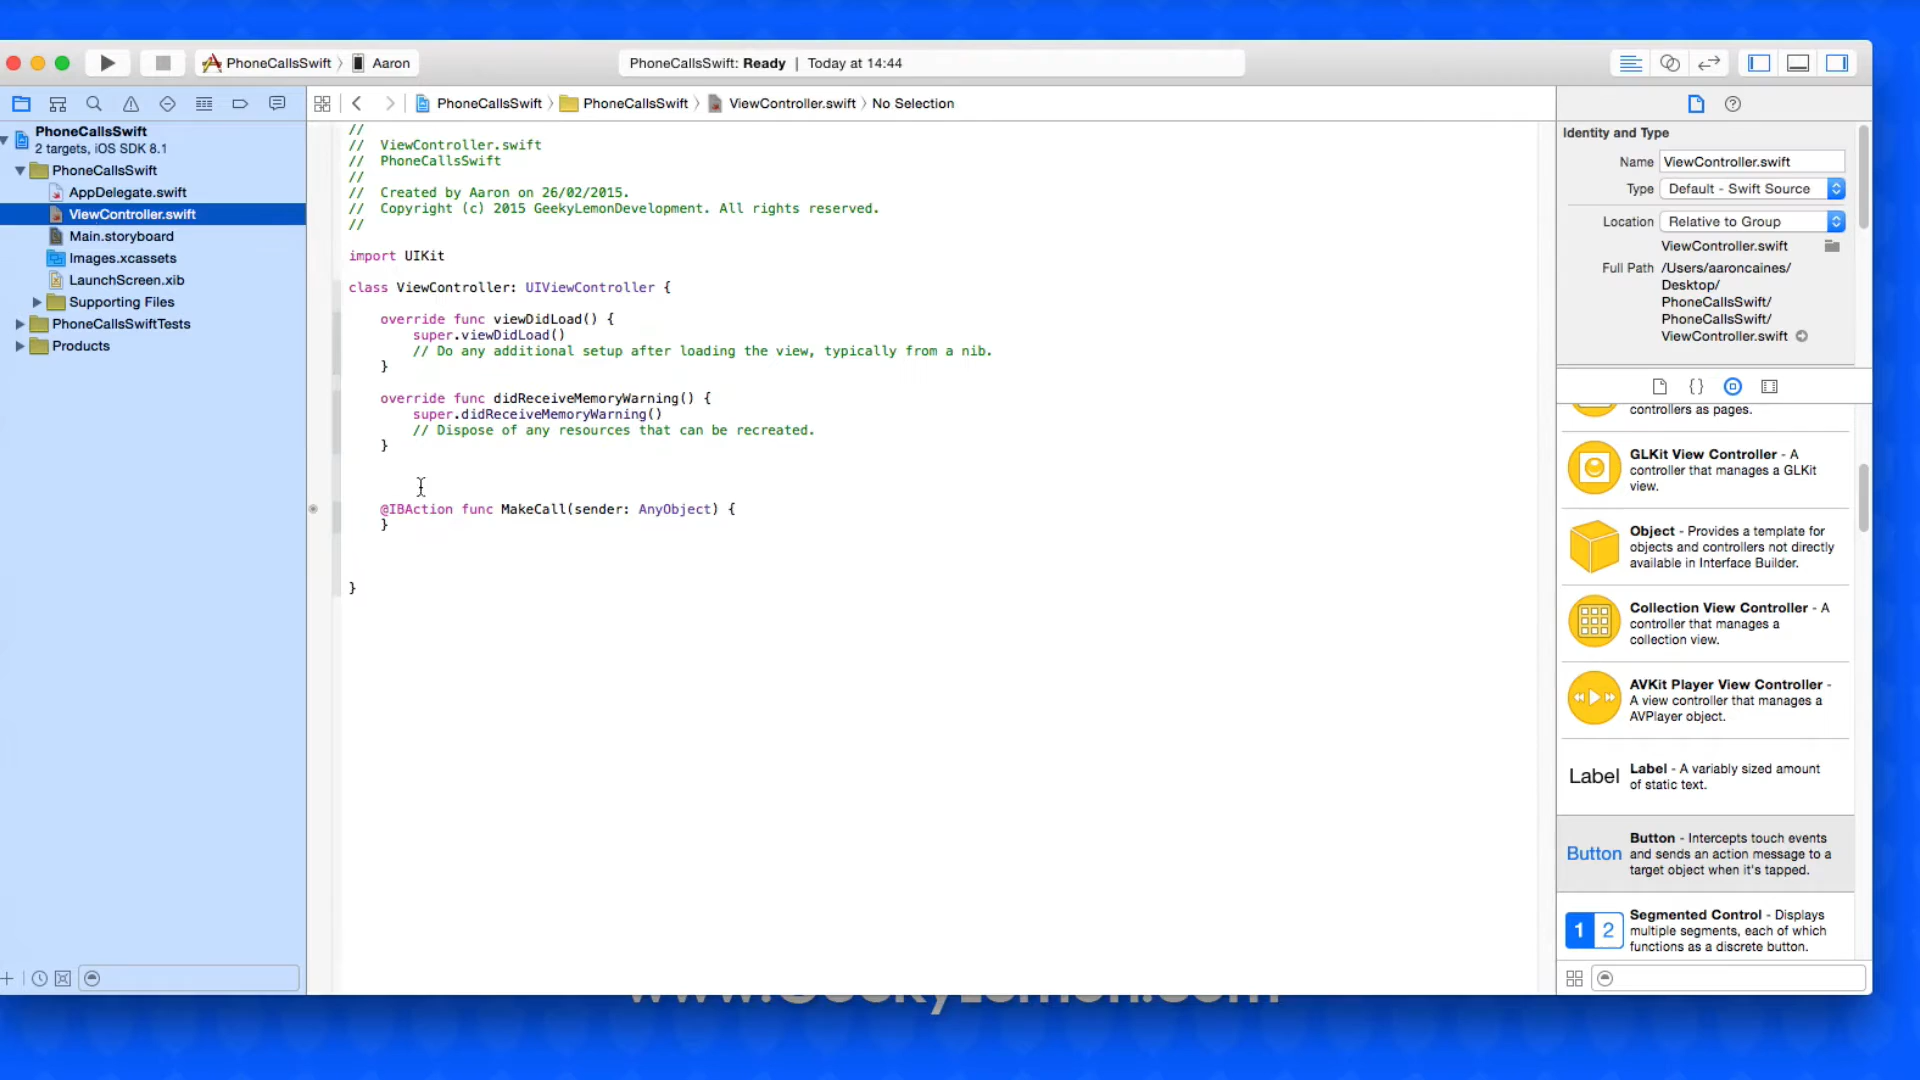 PhoneCallsSwift 〉 Aaron
PhoneCallsSwift: Ready | Today at 14:44
PhoneCallsSwift 〉 PhoneCallsSwift 〉 ViewController.swift 〉 No Selection
PhoneCallsSwift
2 targets, iOS SDK 8.1
PhoneCallsSwift
AppDelegate.swift
ViewController.swift
Main.storyboard
Images.xcassets
LaunchScreen.xib
Supporting Files
PhoneCallsSwiftTests
Products
//
//  ViewController.swift
//  PhoneCallsSwift
//
//  Created by Aaron on 26/02/2015.
//  Copyright (c) 2015 GeekyLemonDevelopment. All rights reserved.
//
import UIKit
class ViewController: UIViewController {
override func viewDidLoad() {
super.viewDidLoad()
// Do any additional setup after loading the view, typically from a nib.
}
override func didReceiveMemoryWarning() {
super.didReceiveMemoryWarning()
// Dispose of any resources that can be recreated.
}
@IBAction func MakeCall(sender: AnyObject) {
}
}
Identity and Type
Name ViewController.swift
Type Default - Swift Source
Location Relative to Group
ViewController.swift
Full Path /Users/aaroncaines/
Desktop/
PhoneCallsSwift/
PhoneCallsSwift/
ViewController.swift
{}
controllers as pages.
GLKit View Controller - A
controller that manages a GLKit
view.
Object - Provides a template for
objects and controllers not directly
available in Interface Builder.
Collection View Controller - A
controller that manages a
collection view.
AVKit Player View Controller -
A view controller that manages a
AVPlayer object.
Label
Label - A variably sized amount
of static text.
Button
Button - Intercepts touch events
and sends an action message to a
target object when it's tapped.
1 2
Segmented Control - Displays
multiple segments, each of which
functions as a discrete button.
www.GeekyLemon.com